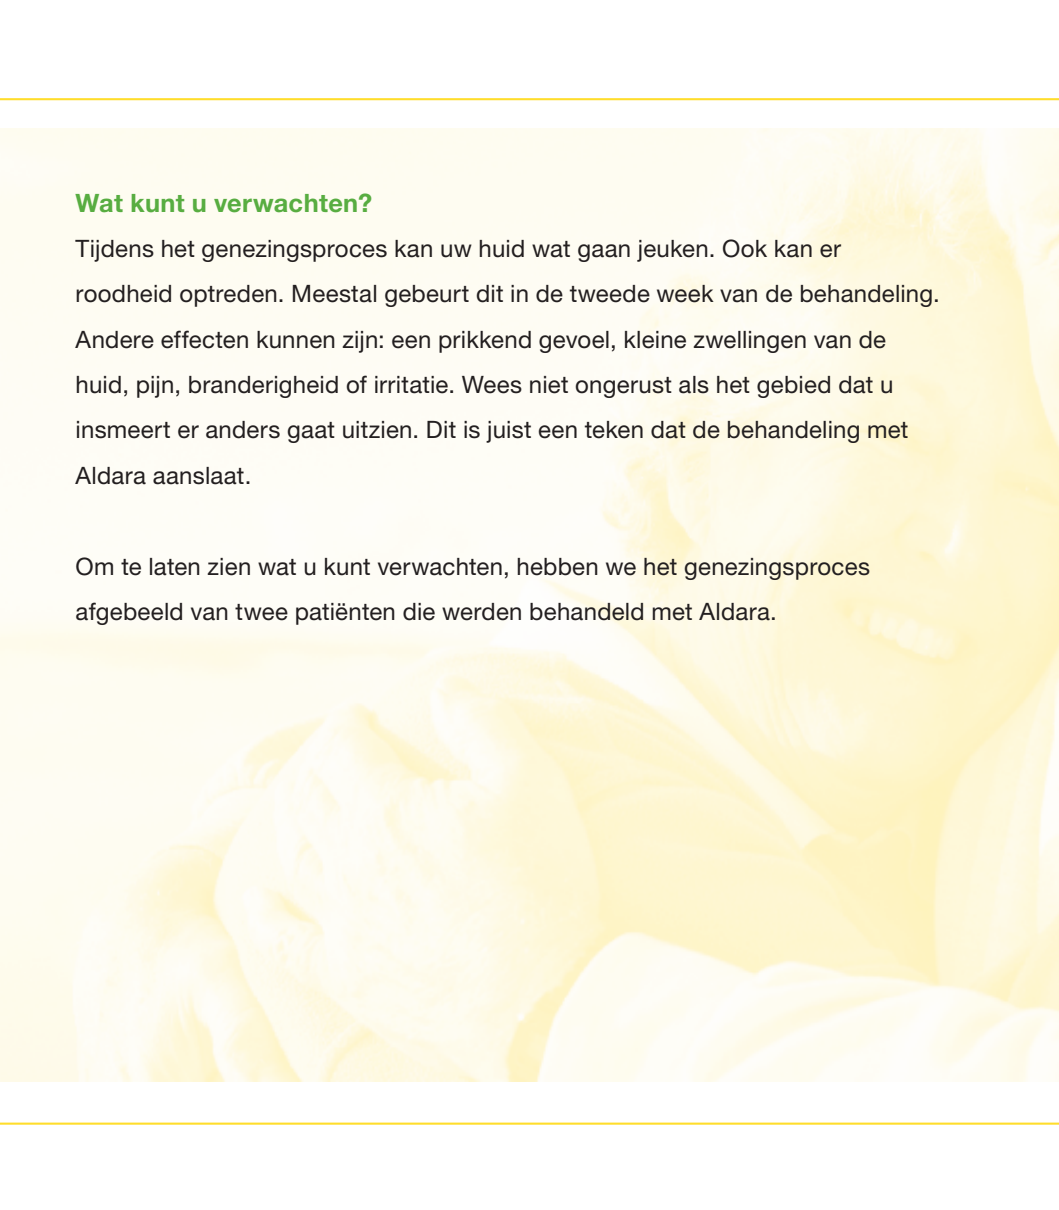 Wat kunt u verwachten?
Tijdens het genezingsproces kan uw huid wat gaan jeuken. Ook kan er
roodheid optreden. Meestal gebeurt dit in de tweede week van de behandeling.
Andere effecten kunnen zijn: een prikkend gevoel, kleine zwellingen van de
huid, pijn, branderigheid of irritatie. Wees niet ongerust als het gebied dat u
insmeert er anders gaat uitzien. Dit is juist een teken dat de behandeling met
Aldara aanslaat.
Om te laten zien wat u kunt verwachten, hebben we het genezingsproces
afgebeeld van twee patiënten die werden behandeld met Aldara.